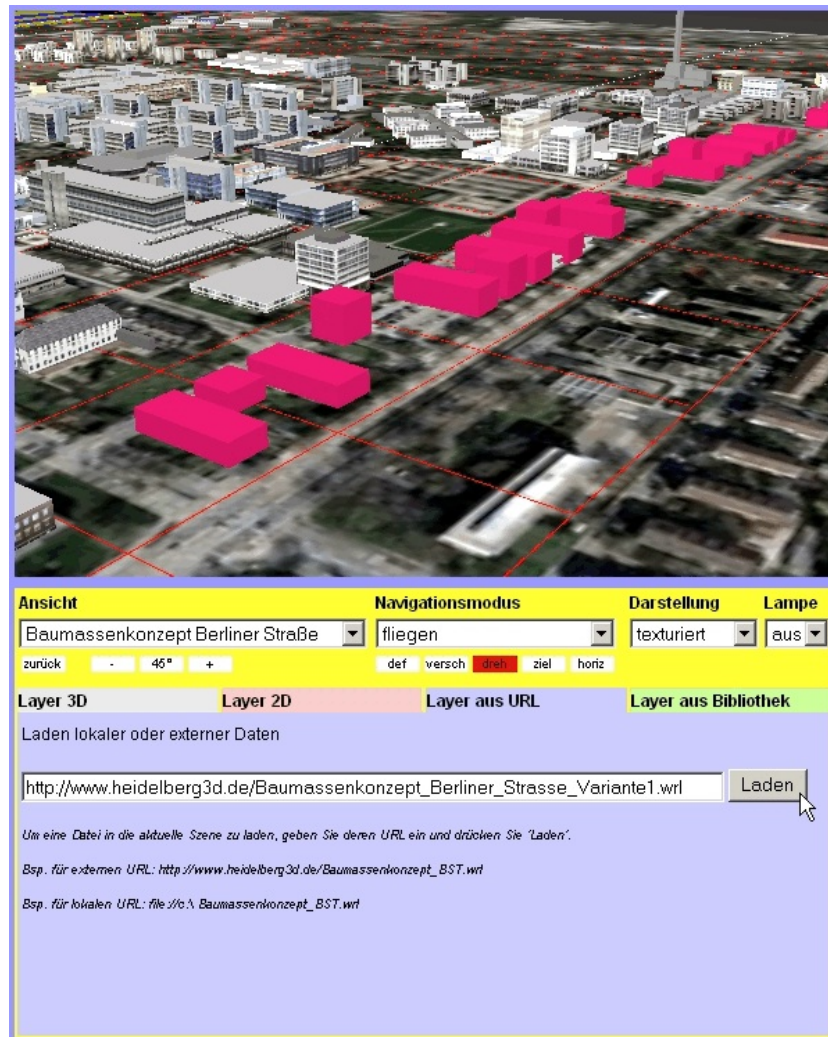 Ansicht Navigationsmodus Darstellung Lampe
Baumassenkonzept Berliner Straße fliegen texturiert aus
zurück - 45° + def versch dreh ziel horiz
Layer 3D Layer 2D Layer aus URL Layer aus Bibliothek
Laden lokaler oder externer Daten
http://www.heidelberg3d.de/Baumassenkonzept_Berliner_Strasse_Variante1.wrl Laden
Um eine Datei in die aktuelle Szene zu laden, geben Sie deren URL ein und drücken Sie 'Laden'.
Bsp. für externen URL: http://www.heidelberg3d.de/Baumassenkonzept_BST.wrl
Bsp. für lokalen URL: file://c:\ Baumassenkonzept_BST.wrl